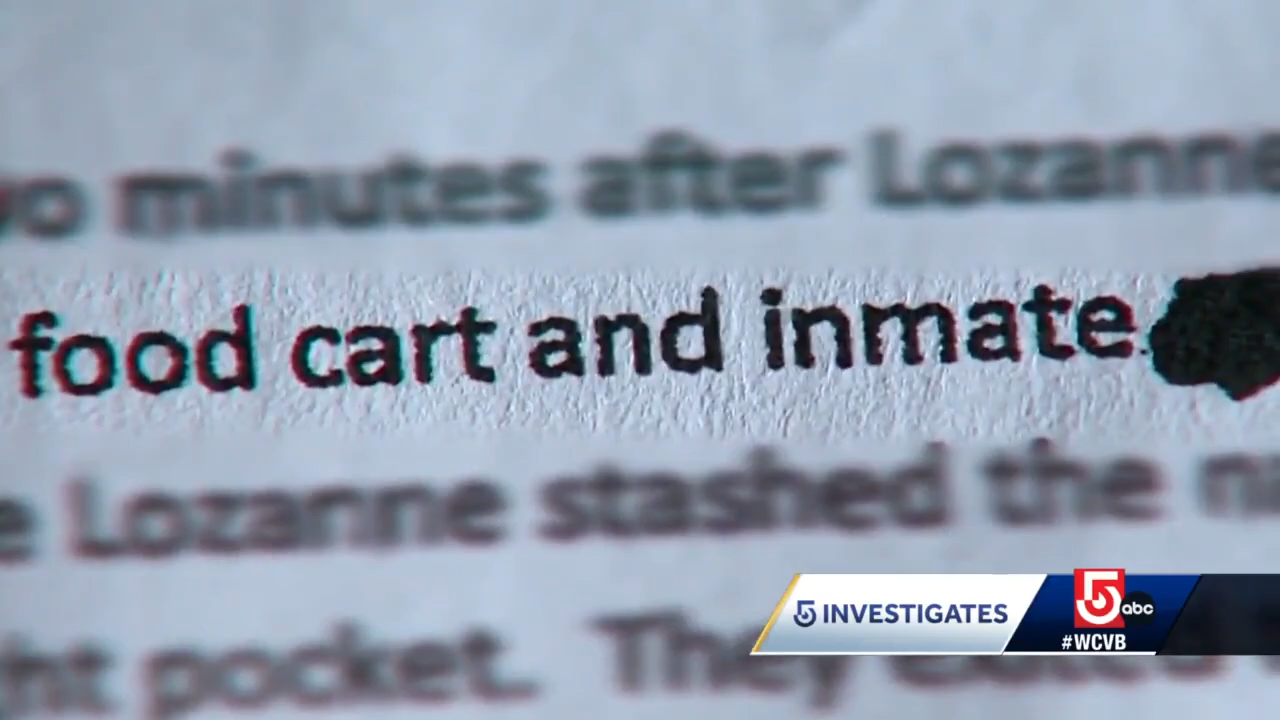 minutes after Lozanne
food cart and inmate
Lozanne stashed the
pocket. They
5 INVESTIGATES
5 abc
#WCVB